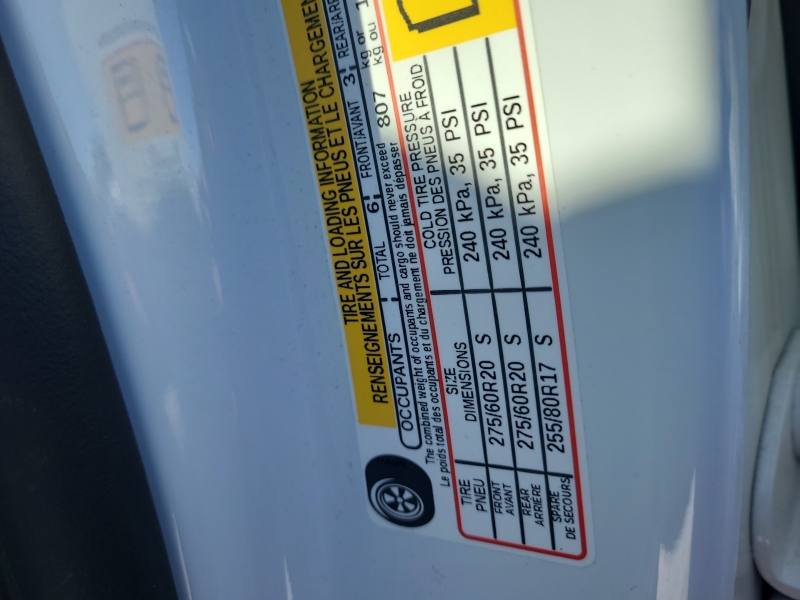 TIRE AND LOADING INFORMATION
RENSEIGNEMENTS SUR LES PNEUS ET LE CHARGEMENT
OCCUPANTS TOTAL 6 FRONT/AVANT 3 REAR/ARR
The combined weight of occupants and cargo should never exceed 807 kg or
Le poids total des occupants et du chargement ne doit jamais dépasser kg ou
TIRE SIZE COLD TIRE PRESSURE
PNEU DIMENSIONS PRESSION DES PNEUS À FROID
FRONT
AVANT 275/60R20 S 240 kPa, 35 PSI
REAR
ARRIERE 275/60R20 S 240 kPa, 35 PSI
SPARE
DE SECOURS 255/80R17 S 240 kPa, 35 PSI